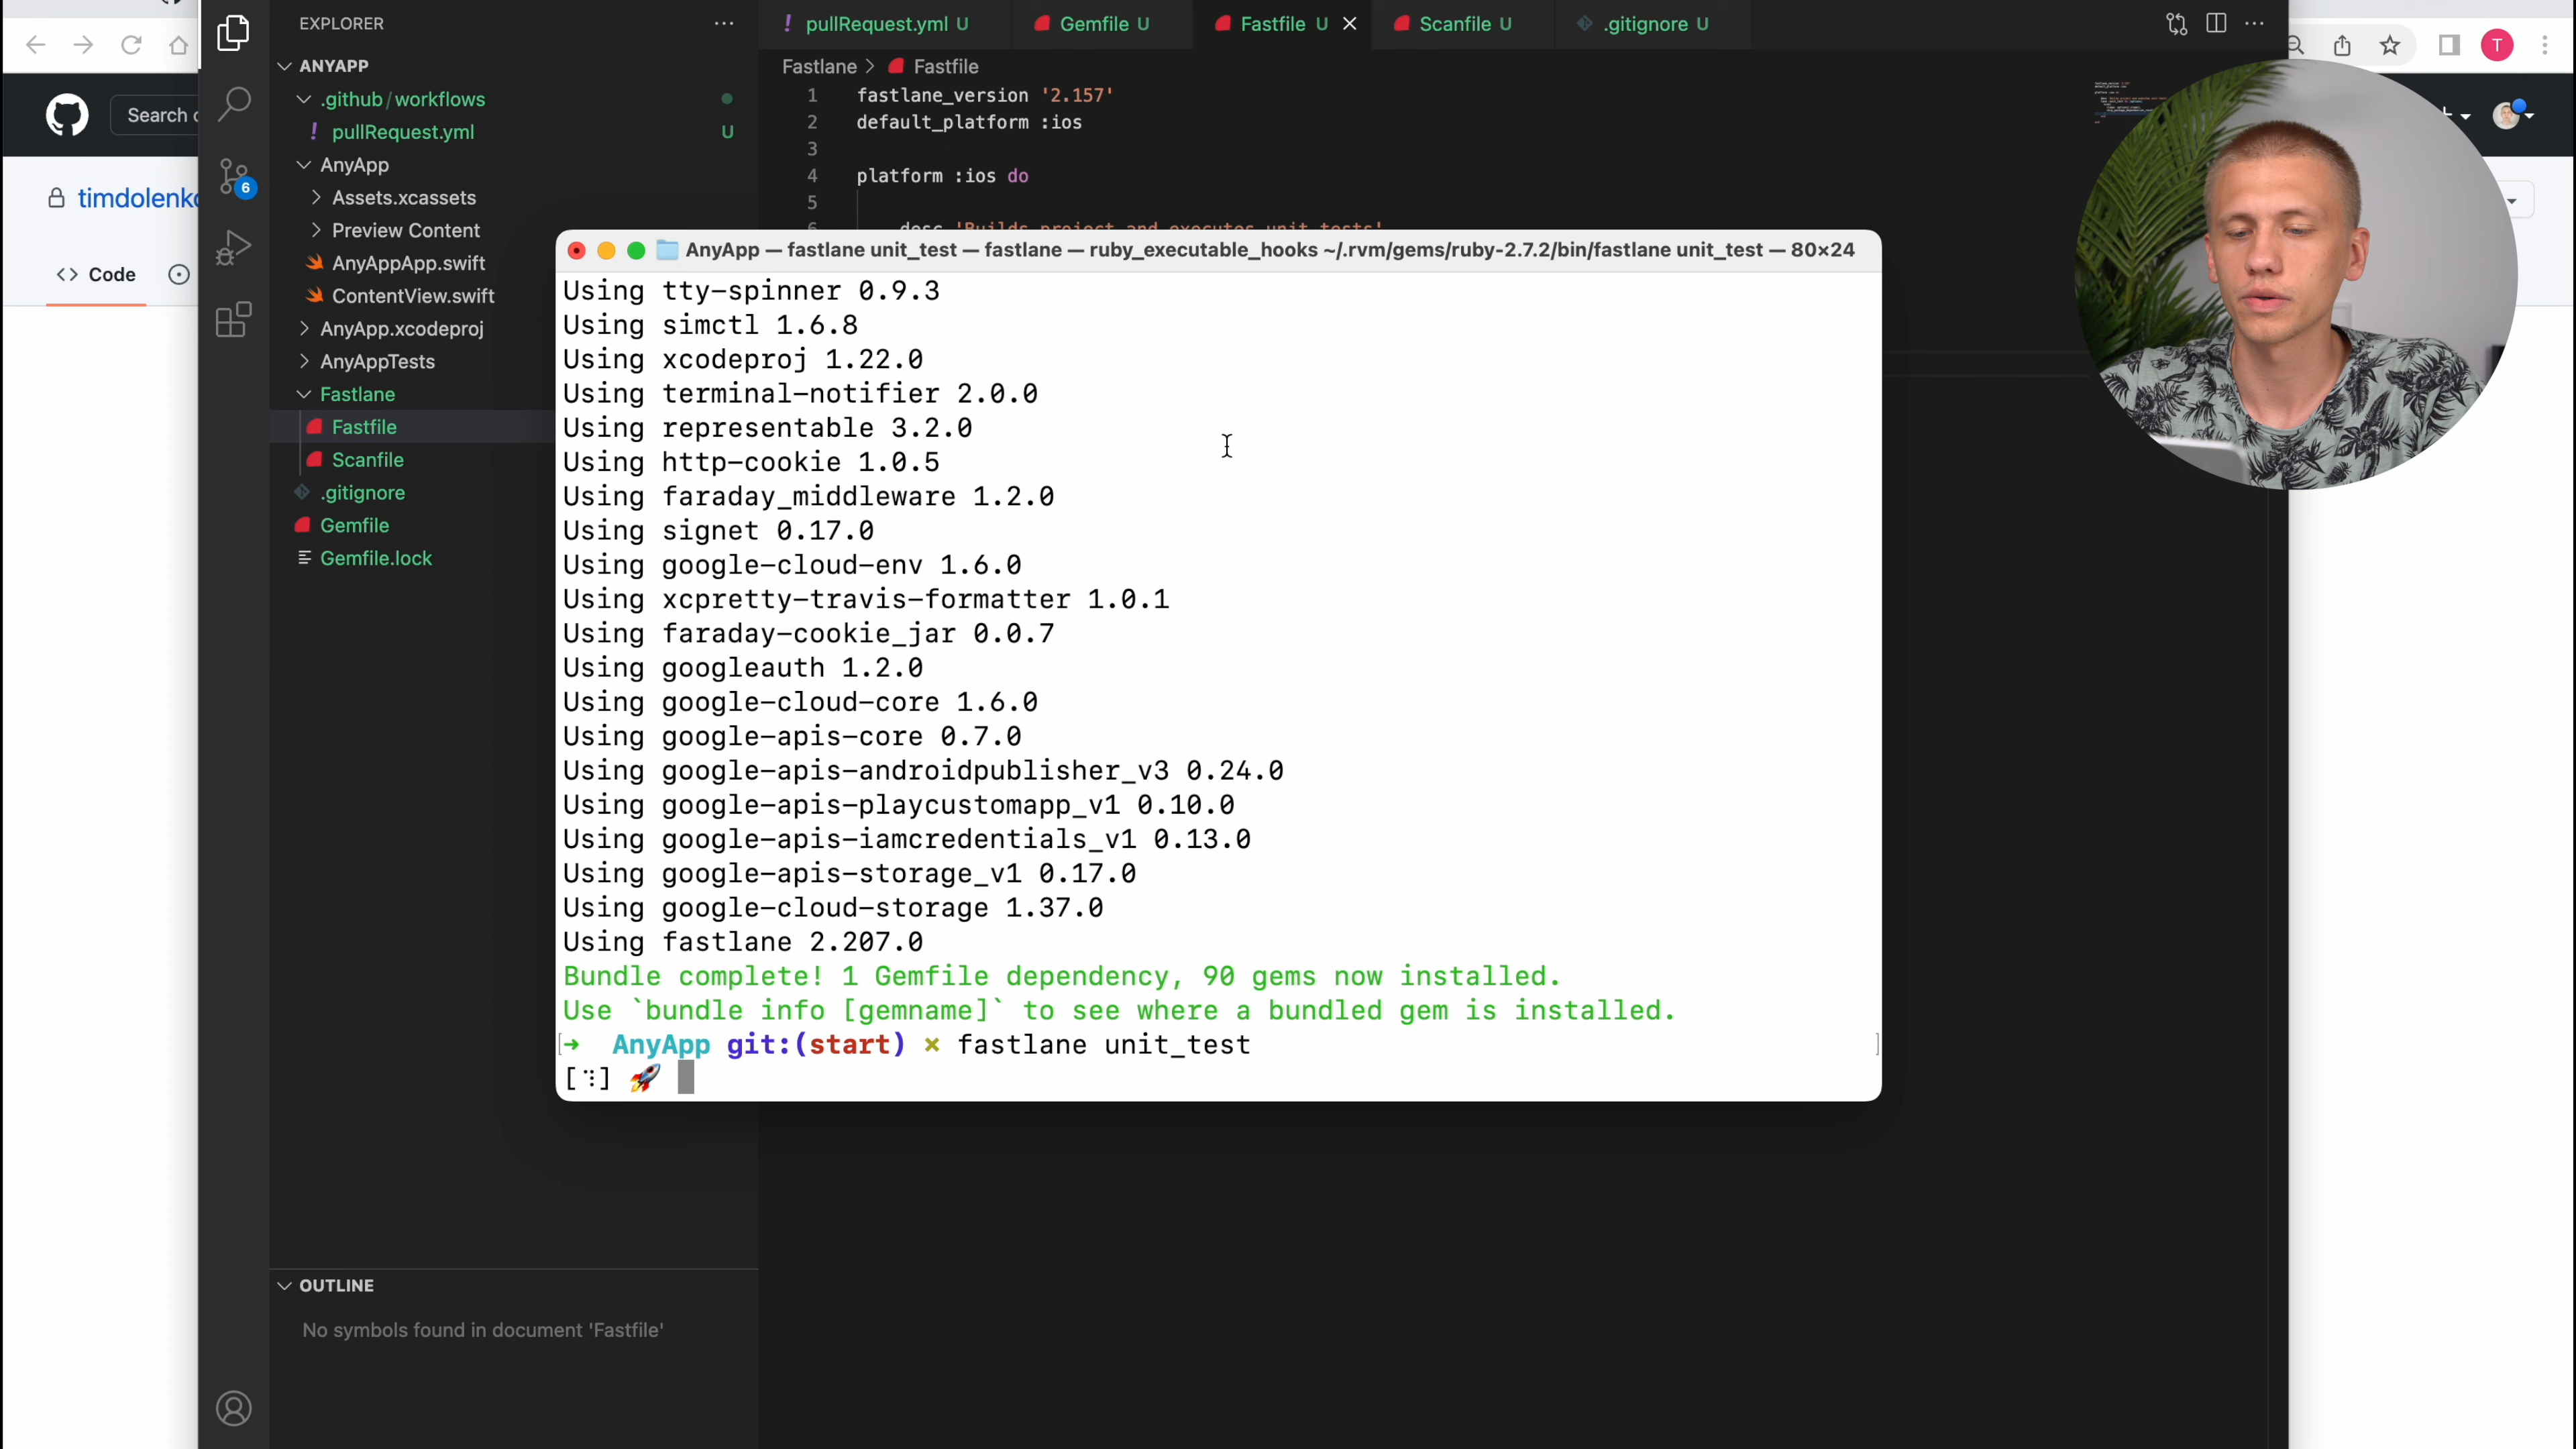 EXPLORER
ANYAPP
.github/workflows
! pullRequest.yml U
AnyApp
Assets.xcassets
Preview Content
AnyAppApp.swift
ContentView.swift
AnyApp.xcodeproj
AnyAppTests
Fastlane
Fastfile
Scanfile
.gitignore
Gemfile
Gemfile.lock
OUTLINE
No symbols found in document 'Fastfile'
6
Search
timdolenko
<> Code
! pullRequest.yml U
Gemfile U
Fastfile U
Scanfile U
.gitignore U
Fastlane > Fastfile
1 fastlane_version '2.157'
2 default_platform :ios
3
4 platform :ios do
5
6 desc 'Builds project and executes unit tests'
T
AnyApp — fastlane unit_test — fastlane — ruby_executable_hooks ~/.rvm/gems/ruby-2.7.2/bin/fastlane unit_test — 80×24
Using tty-spinner 0.9.3
Using simctl 1.6.8
Using xcodeproj 1.22.0
Using terminal-notifier 2.0.0
Using representable 3.2.0
Using http-cookie 1.0.5
Using faraday_middleware 1.2.0
Using signet 0.17.0
Using google-cloud-env 1.6.0
Using xcpretty-travis-formatter 1.0.1
Using faraday-cookie_jar 0.0.7
Using googleauth 1.2.0
Using google-cloud-core 1.6.0
Using google-apis-core 0.7.0
Using google-apis-androidpublisher_v3 0.24.0
Using google-apis-playcustomapp_v1 0.10.0
Using google-apis-iamcredentials_v1 0.13.0
Using google-apis-storage_v1 0.17.0
Using google-cloud-storage 1.37.0
Using fastlane 2.207.0
Bundle complete! 1 Gemfile dependency, 90 gems now installed.
Use `bundle info [gemname]` to see where a bundled gem is installed.
➜ AnyApp git:(start) ✗ fastlane unit_test
[⠹] 🚀